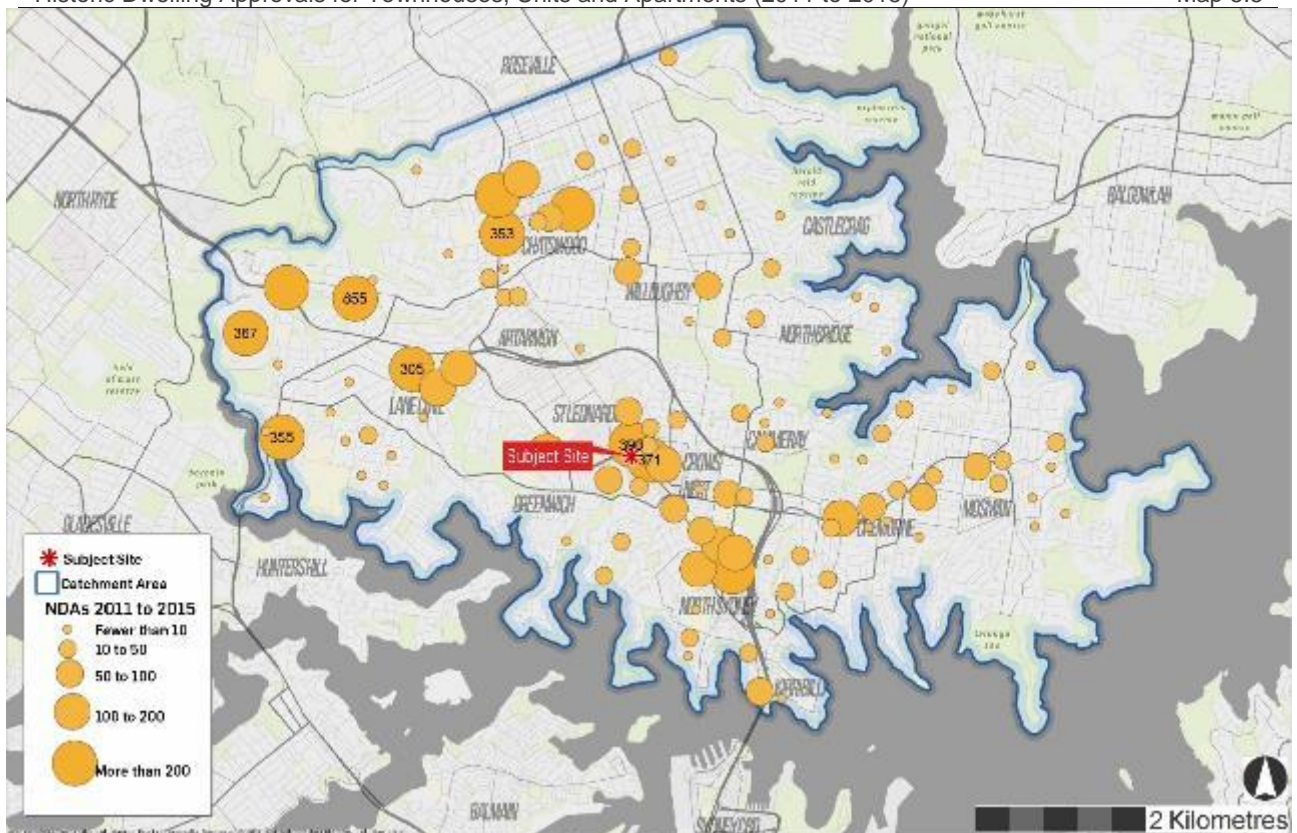 Historic Dwelling Approvals for Townhouses, Units and Apartments (2011 to 2015)
ROSEVILLE
NORTH RYDE
BALGOWLAH
CASTLECRAG
353
CHATSWOOD
WILLOUGHBY
855
367
NORTHBRIDGE
ARTARMON
305
LANE COVE
ST LEONARDS
355
390
CAMMERAY
Subject Site
371
CROWS
NEST
GREENWICH
MOSMAN
CREMORNE
GLADESVILLE
HUNTERS HILL
NORTH SYDNEY
KIRRIBILLI
BALMAIN
Subject Site
Catchment Area
NDAs 2011 to 2015
Fewer than 10
10 to 50
50 to 100
100 to 200
More than 200
2 Kilometres